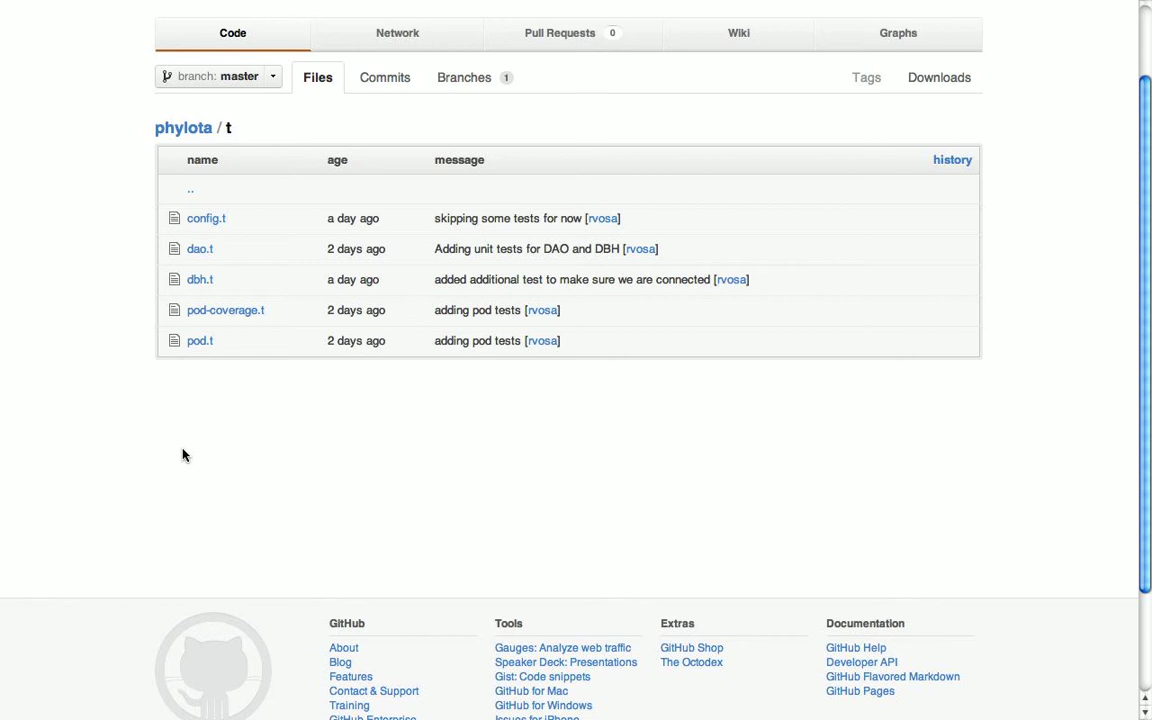 Code Network Pull Requests 0 Wiki Graphs
branch: master Files Commits Branches 1 Tags Downloads
phylota / t
name age message history
..
config.t a day ago skipping some tests for now [rvosa]
dao.t 2 days ago Adding unit tests for DAO and DBH [rvosa]
dbh.t a day ago added additional test to make sure we are connected [rvosa]
pod-coverage.t 2 days ago adding pod tests [rvosa]
pod.t 2 days ago adding pod tests [rvosa]
GitHub Tools Extras Documentation
About Gauges: Analyze web traffic GitHub Shop GitHub Help
Blog Speaker Deck: Presentations The Octodex Developer API
Features Gist: Code snippets GitHub Flavored Markdown
Contact & Support GitHub for Mac GitHub Pages
Training GitHub for Windows
GitHub Enterprise Issues for iPhone